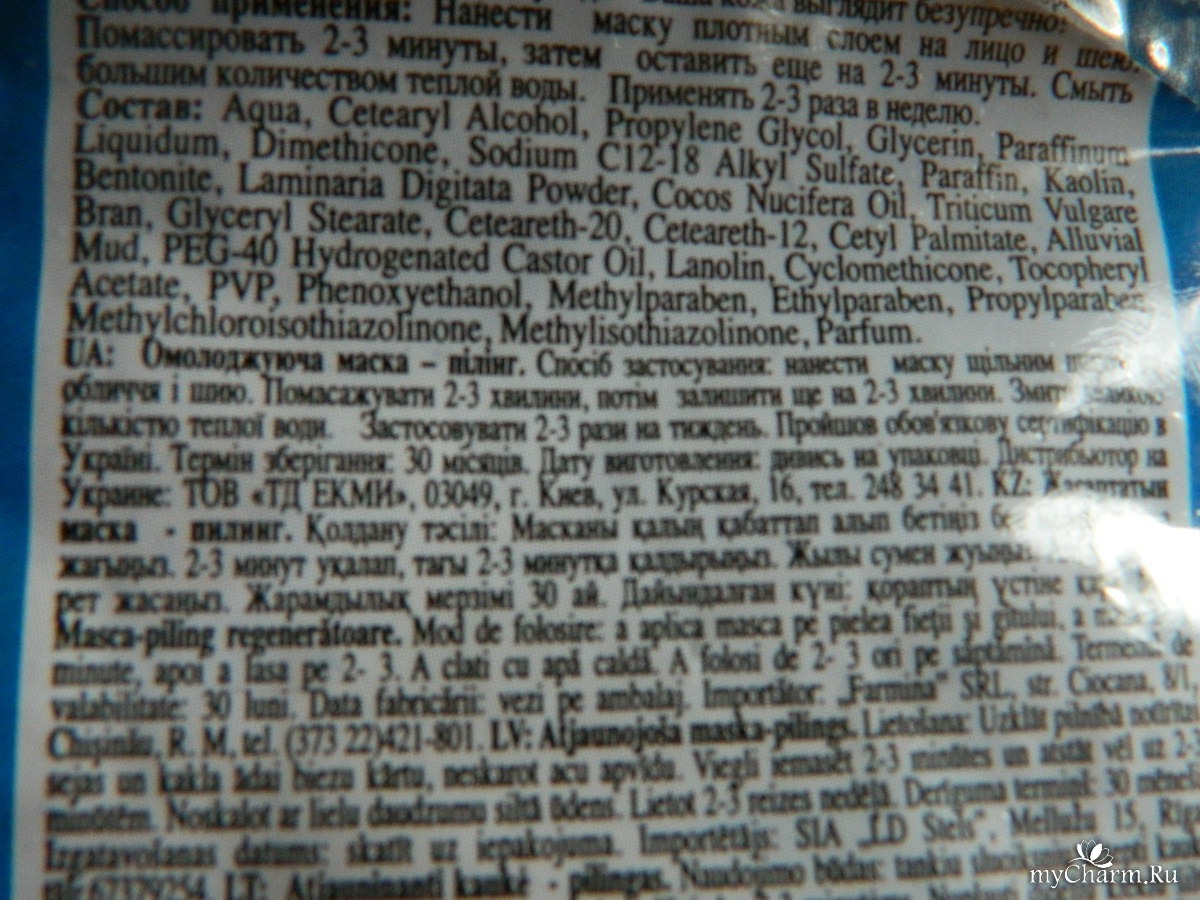 Способ применения: Нанести маску плотным слоем на лицо и шею.
выглядит безупречно!
Помассировать 2-3 минуты, затем оставить еще на 2-3 минуты. Смыть
большим количеством теплой воды. Применять 2-3 раза в неделю.
Состав: Aqua, Cetearyl Alcohol, Propylene Glycol, Glycerin, Paraffinum
Liquidum, Dimethicone, Sodium C12-18 Alkyl Sulfate, Paraffin, Kaolin,
Bentonite, Laminaria Digitata Powder, Cocos Nucifera Oil, Triticum Vulgare
Bran, Glyceryl Stearate, Ceteareth-20, Ceteareth-12, Cetyl Palmitate, Alluvial
Mud, PEG-40 Hydrogenated Castor Oil, Lanolin, Cyclomethicone, Tocopheryl
Acetate, PVP, Phenoxyethanol, Methylparaben, Ethylparaben, Propylparaben,
Methylchloroisothiazolinone, Methylisothiazolinone, Parfum.
UA: Омолоджуюча маска – пілінг. Спосіб застосування: нанести маску щільним
обличчя і шию. Помасажувати 2-3 хвилини, потім залишити ще на 2-3 хвилини.
кількістю теплої води. Застосовувати 2-3 рази на тиждень. Пройшов обов'язкову сертифікацію в
Україні. Термін зберігання: 30 місяців. Дату виготовлення: дивись на упаковці. Дистрибьютор на
Украине: ТОВ «ТД ЕКМИ», 03049, г. Киев, ул. Курская, 16, тел. 248 34 41. KZ: Жасартатын
маска - пилинг. Қолдану тәсілі: Масканы қалың қабаттап алып бетіңіз
жағыңыз. 2-3 минут уқалап, тағы 2-3 минутқа қалдырыңыз. Жылы сумен
рет жасаңыз. Жарамдылық мерзімі 30 ай. Дайындалған күні: қораптың үстіне
Masca-piling regeneratoare. Mod de folosire: a aplica masca pe pielea feții și gîtului, a
minute, apoi a lasa pe 2- 3. A clati cu apă caldă. A folosi de 2- 3 ori pe săptămină. Termenul de
valabilitate: 30 luni. Data fabricării: vezi pe ambalaj. Importător: „Farmina" SRL, str. Ciocana, 8/1,
Chișinău, R. M. tel. (373 22)421-801. LV: Atjaunojoša maska-pīlings. Lietošana: Uzklāt pilnībā
sejas un kakla ādai biezu kārtu, neskarot acu apvidu. Viegli iemasēt 2-3 minūtes un atstāt vēl uz 2-3
minūtēm. Noskalot ar lielu daudzumu siltā ūdens. Lietot 2-3 reizes nedēļā. Derīguma termiņš: 30
Izgatavošanas datums: skatīt uz iepakojuma. Importētājs: SIA „LD Stels". Mellužu 15,
67329254. LT: Atjauninanti kaukė - pilingas. Naudojimo būdas:
myCharm.Ru